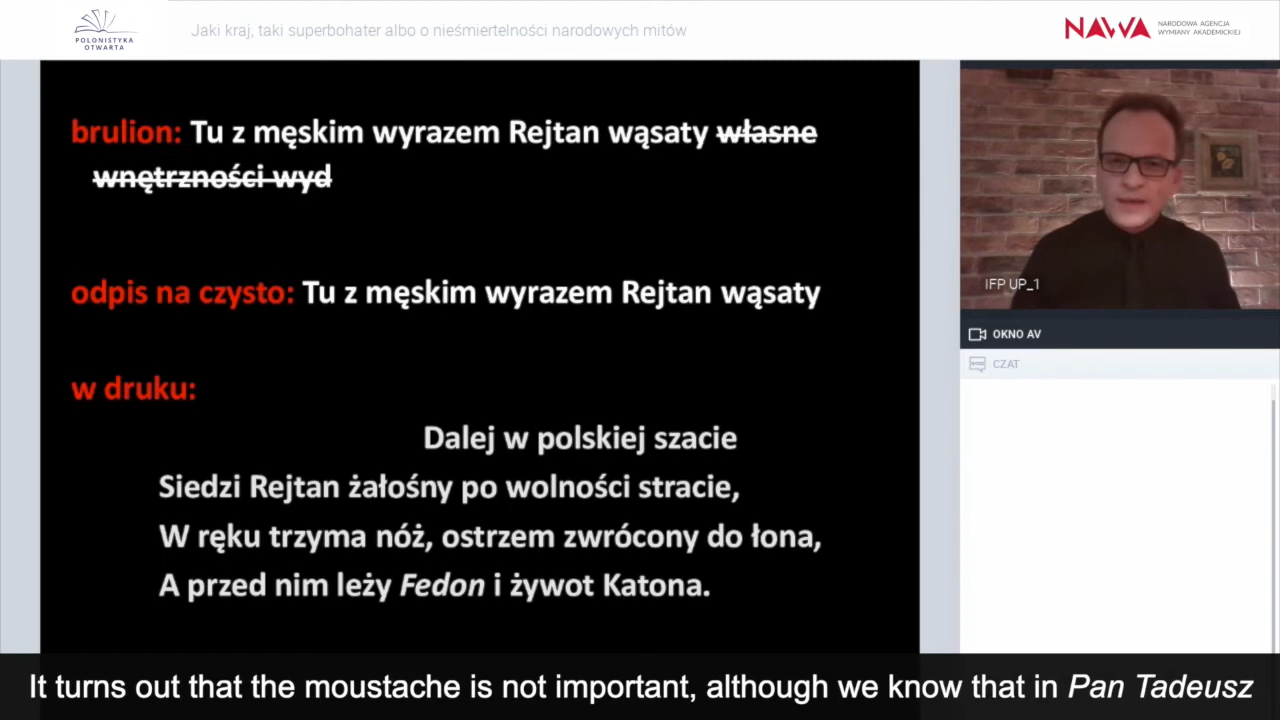 POLONISTYKA
OTWARTA
Jaki kraj, taki superbohater albo o nieśmiertelności narodowych mitów
NAWA
NARODOWA AGENCJA
WYMIANY AKADEMICKIEJ
brulion: Tu z męskim wyrazem Rejtan wąsaty własne
wnętrzności wyd
odpis na czysto: Tu z męskim wyrazem Rejtan wąsaty
w druku:
Dalej w polskiej szacie
Siedzi Rejtan żałośny po wolności stracie,
W ręku trzyma nóż, ostrzem zwrócony do łona,
A przed nim leży Fedon i żywot Katona.
IFP UP_1
OKNO AV
CZAT
It turns out that the moustache is not important, although we know that in Pan Tadeusz